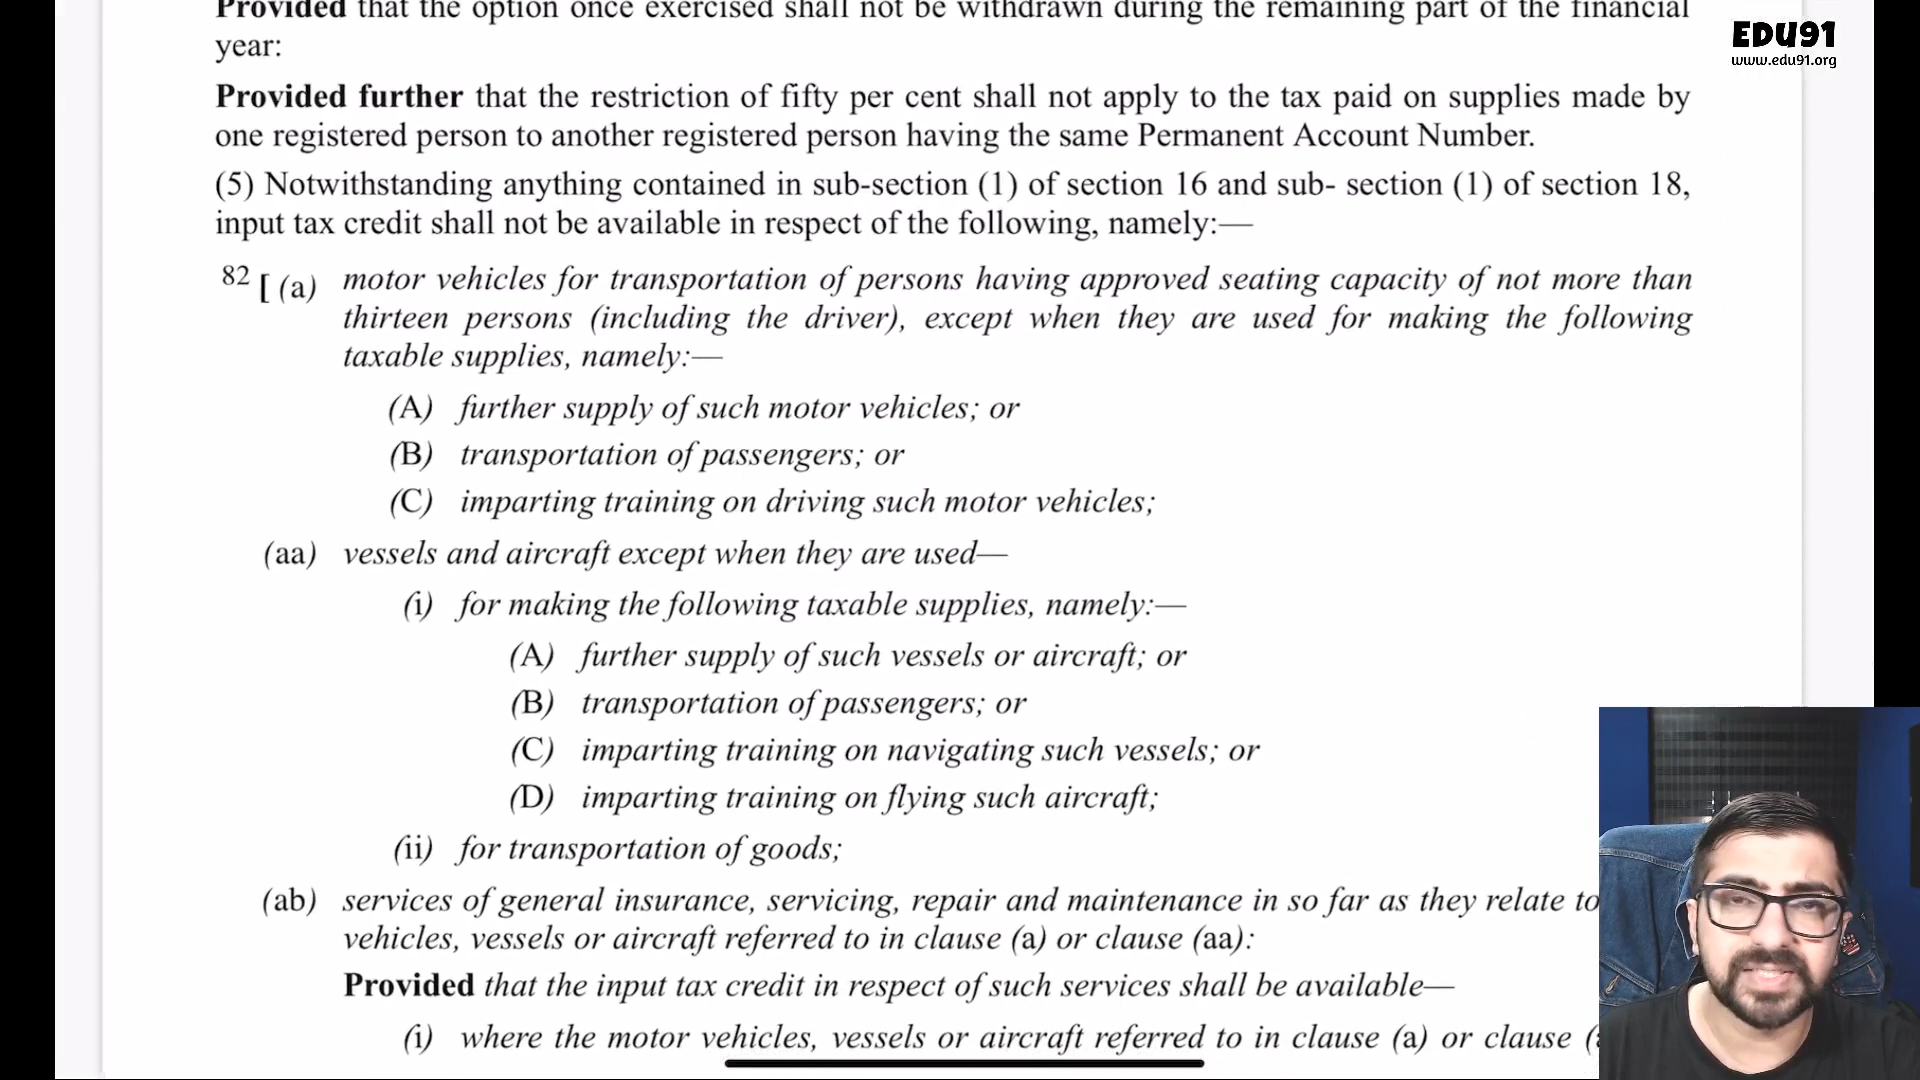 Provided that the option once exercised shall not be withdrawn during the remaining part of the financial
year:
EDU91
www.edu91.org
Provided further that the restriction of fifty per cent shall not apply to the tax paid on supplies made by
one registered person to another registered person having the same Permanent Account Number.
(5) Notwithstanding anything contained in sub-section (1) of section 16 and sub- section (1) of section 18,
input tax credit shall not be available in respect of the following, namely:—
82 [(a) motor vehicles for transportation of persons having approved seating capacity of not more than
thirteen persons (including the driver), except when they are used for making the following
taxable supplies, namely:—
(A) further supply of such motor vehicles; or
(B) transportation of passengers; or
(C) imparting training on driving such motor vehicles;
(aa) vessels and aircraft except when they are used—
(i) for making the following taxable supplies, namely:—
(A) further supply of such vessels or aircraft; or
(B) transportation of passengers; or
(C) imparting training on navigating such vessels; or
(D) imparting training on flying such aircraft;
(ii) for transportation of goods;
(ab) services of general insurance, servicing, repair and maintenance in so far as they relate to
vehicles, vessels or aircraft referred to in clause (a) or clause (aa):
Provided that the input tax credit in respect of such services shall be available—
(i) where the motor vehicles, vessels or aircraft referred to in clause (a) or clause (